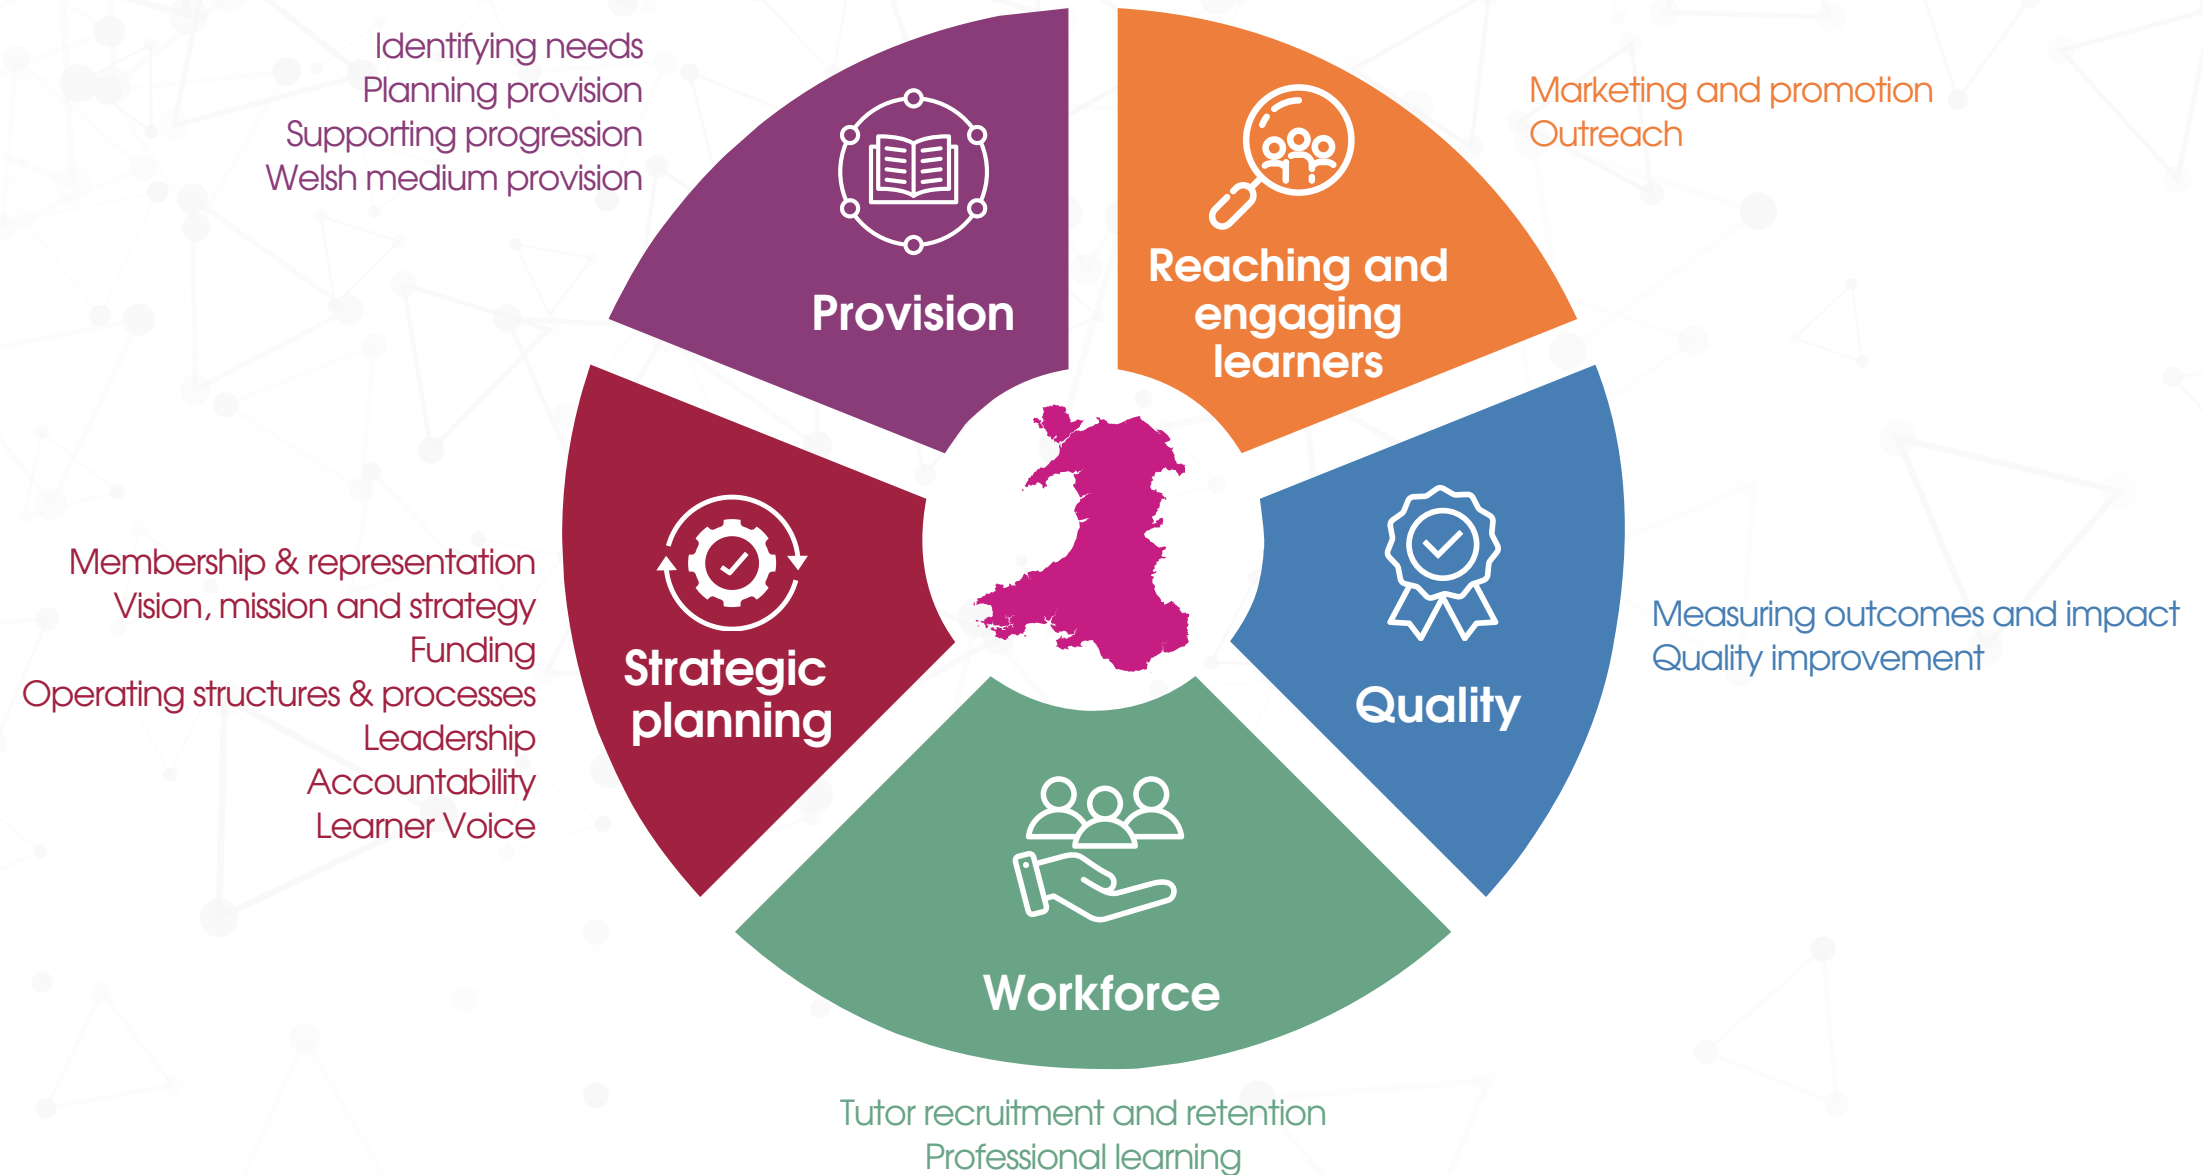 Identifying needs
Planning provision
Supporting progression
Welsh medium provision
Provision
Reaching and
engaging
learners
Marketing and promotion
Outreach
Membership & representation
Vision, mission and strategy
Funding
Operating structures & processes
Leadership
Accountability
Learner Voice
Strategic
planning
Quality
Measuring outcomes and impact
Quality improvement
Workforce
Tutor recruitment and retention
Professional learning